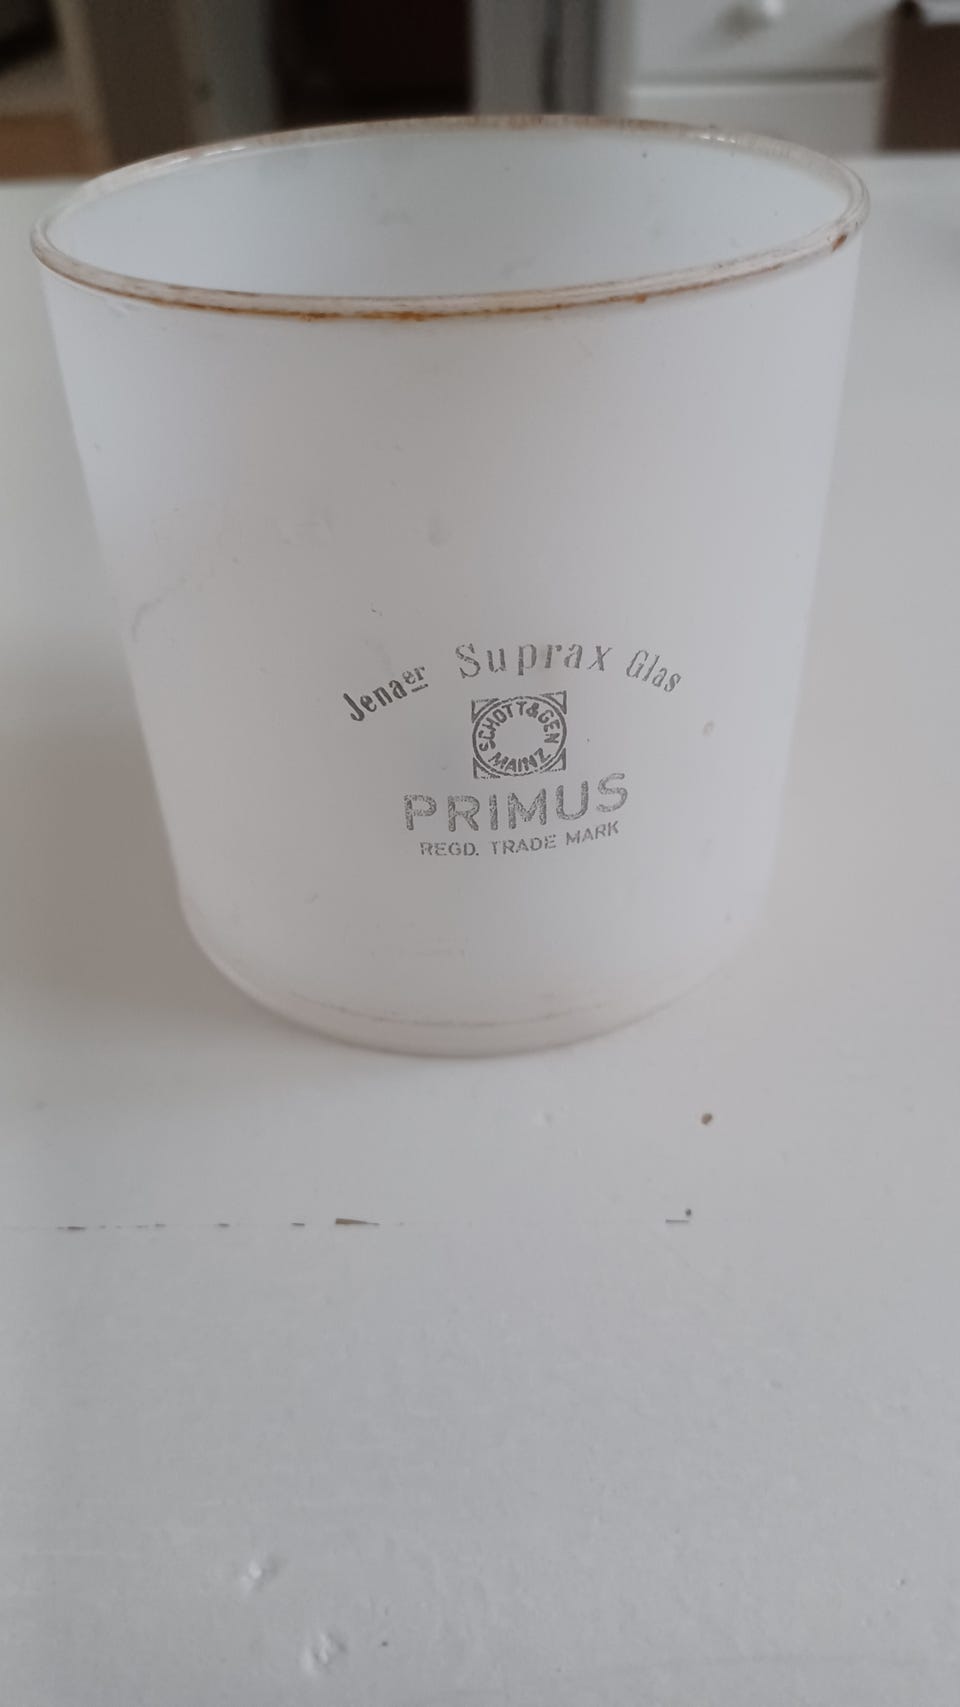 Jenaer Suprax Glas
SCHOTT & GEN
MAINZ
PRIMUS
REGD. TRADE MARK